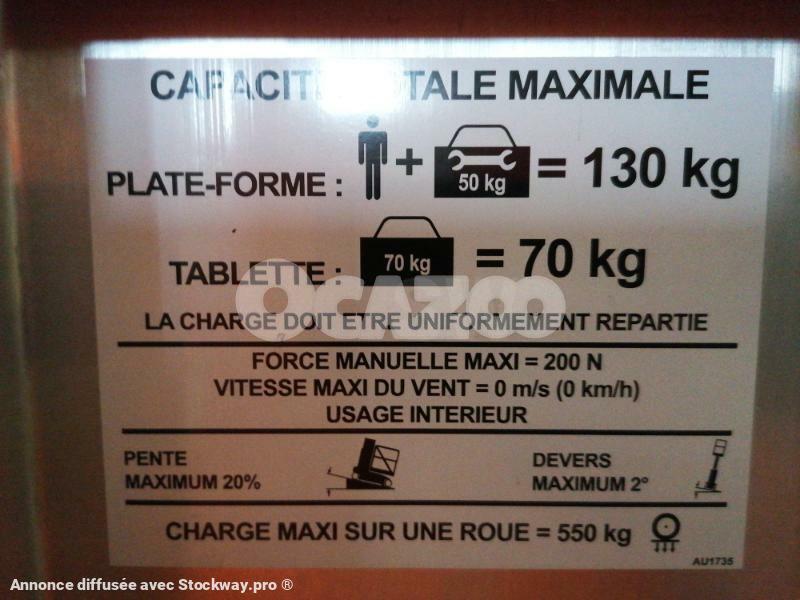 CAPACITÉ TOTALE MAXIMALE
PLATE-FORME : + 50 kg = 130 kg
TABLETTE : 70 kg = 70 kg
OCAZOO
LA CHARGE DOIT ETRE UNIFORMEMENT REPARTIE
FORCE MANUELLE MAXI = 200 N
VITESSE MAXI DU VENT = 0 m/s (0 km/h)
USAGE INTERIEUR
PENTE
MAXIMUM 20%
DEVERS
MAXIMUM 2°
CHARGE MAXI SUR UNE ROUE = 550 kg
AU1735
Annonce diffusée avec Stockway.pro ®